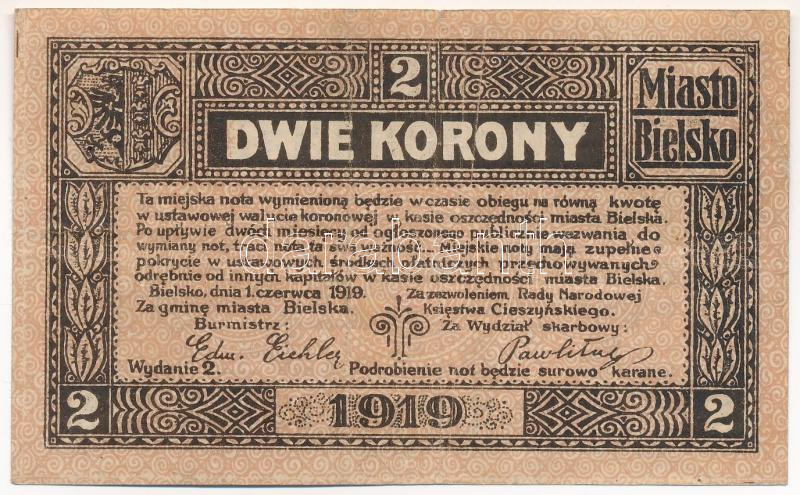 2
Miasto
Bielsko
DWIE KORONY
Ta miejska nota wymienioną będzie w czasie obiegu na równą kwotę
w ustawowej walucie koronowej w kasie oszczędności miasta Bielska.
Po upływie dwóch miesięcy od ogłoszonego publicznie wezwania do
wymiany not, traci nota ta swą ważność. Miejskie noty mają zupełne
pokrycie w ustawowych środkach płatniczych przechowywanych
odrębnie od innych kapitałów w kasie oszczędności miasta Bielska.
Bielsko, dnia 1. czerwca 1919. Za zezwoleniem Rady Narodowej
Za gminę miasta Bielska. Księstwa Cieszyńskiego.
Burmistrz: Za Wydział skarbowy:
Edm. Eichler
Wydanie 2. Podrobienie not będzie surowo karane.
2 1919 2